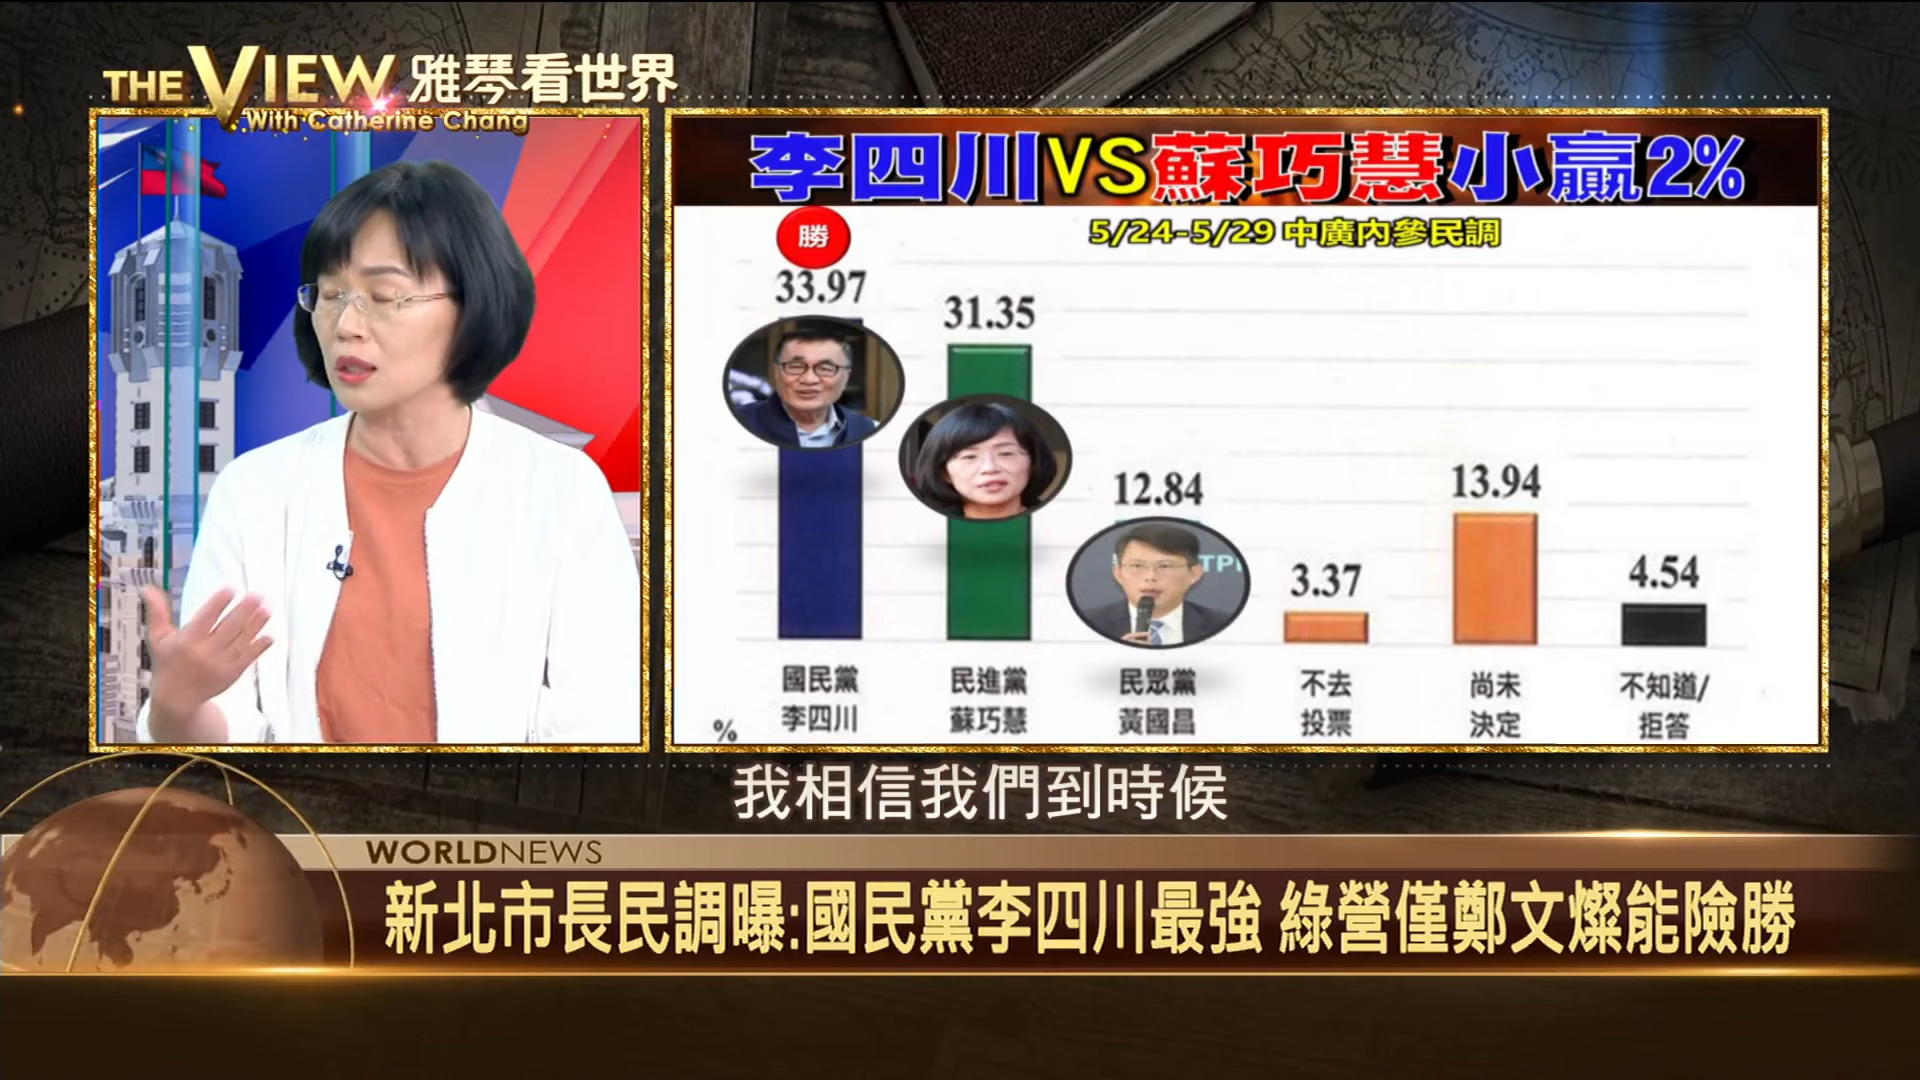 THE VIEW 雅琴看世界
With Catherine Chang
李四川VS蘇巧慧小贏2%
5/24-5/29 中廣內參民調
勝
33.97
31.35
12.84
3.37
13.94
4.54
TP
%
國民黨 李四川
民進黨 蘇巧慧
民眾黨 黃國昌
不去 投票
尚未 決定
不知道/ 拒答
我相信我們到時候
WORLDNEWS
新北市長民調曝:國民黨李四川最強 綠營僅鄭文燦能險勝